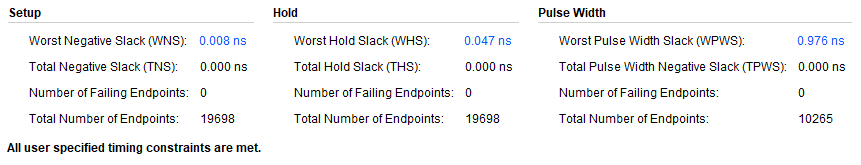 Setup Hold Pulse Width
Worst Negative Slack (WNS): 0.008 ns Worst Hold Slack (WHS): 0.047 ns Worst Pulse Width Slack (WPWS): 0.976 ns
Total Negative Slack (TNS): 0.000 ns Total Hold Slack (THS): 0.000 ns Total Pulse Width Negative Slack (TPWS): 0.000 ns
Number of Failing Endpoints: 0 Number of Failing Endpoints: 0 Number of Failing Endpoints: 0
Total Number of Endpoints: 19698 Total Number of Endpoints: 19698 Total Number of Endpoints: 10265
All user specified timing constraints are met.